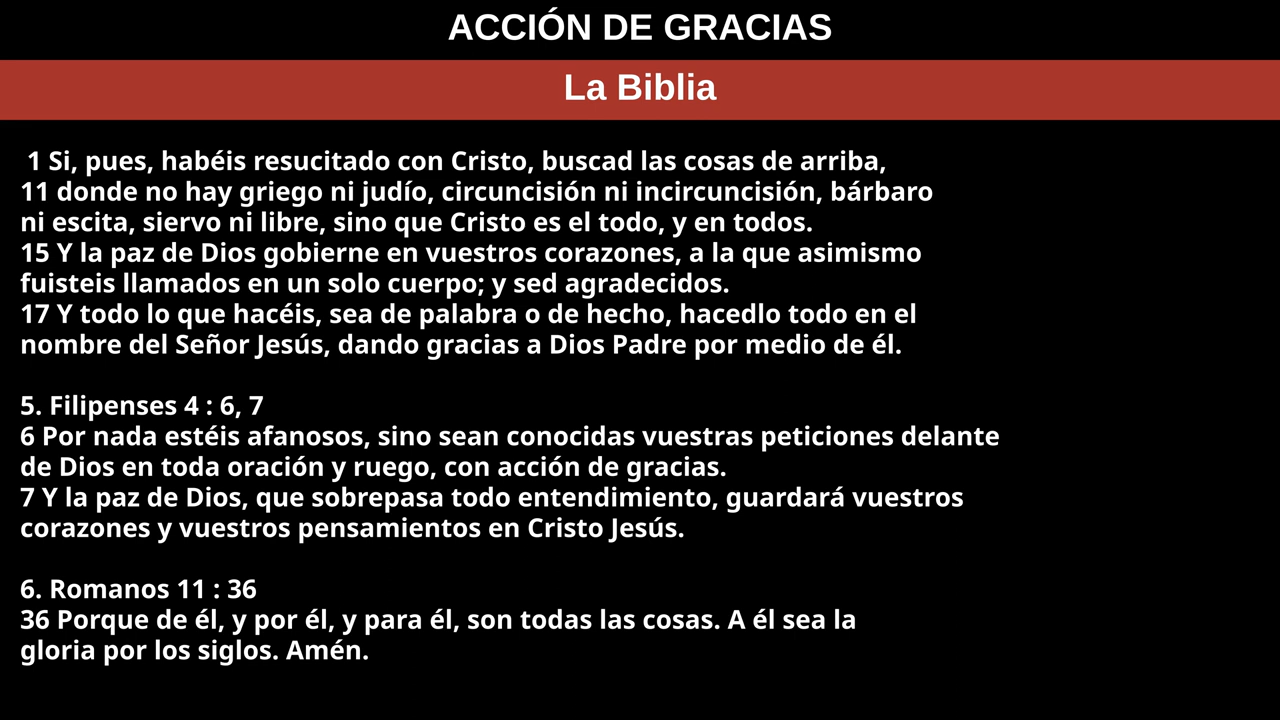 ACCIÓN DE GRACIAS
La Biblia
1 Si, pues, habéis resucitado con Cristo, buscad las cosas de arriba,
11 donde no hay griego ni judío, circuncisión ni incircuncisión, bárbaro
ni escita, siervo ni libre, sino que Cristo es el todo, y en todos.
15 Y la paz de Dios gobierne en vuestros corazones, a la que asimismo
fuisteis llamados en un solo cuerpo; y sed agradecidos.
17 Y todo lo que hacéis, sea de palabra o de hecho, hacedlo todo en el
nombre del Señor Jesús, dando gracias a Dios Padre por medio de él.
5. Filipenses 4 : 6, 7
6 Por nada estéis afanosos, sino sean conocidas vuestras peticiones delante
de Dios en toda oración y ruego, con acción de gracias.
7 Y la paz de Dios, que sobrepasa todo entendimiento, guardará vuestros
corazones y vuestros pensamientos en Cristo Jesús.
6. Romanos 11 : 36
36 Porque de él, y por él, y para él, son todas las cosas. A él sea la
gloria por los siglos. Amén.